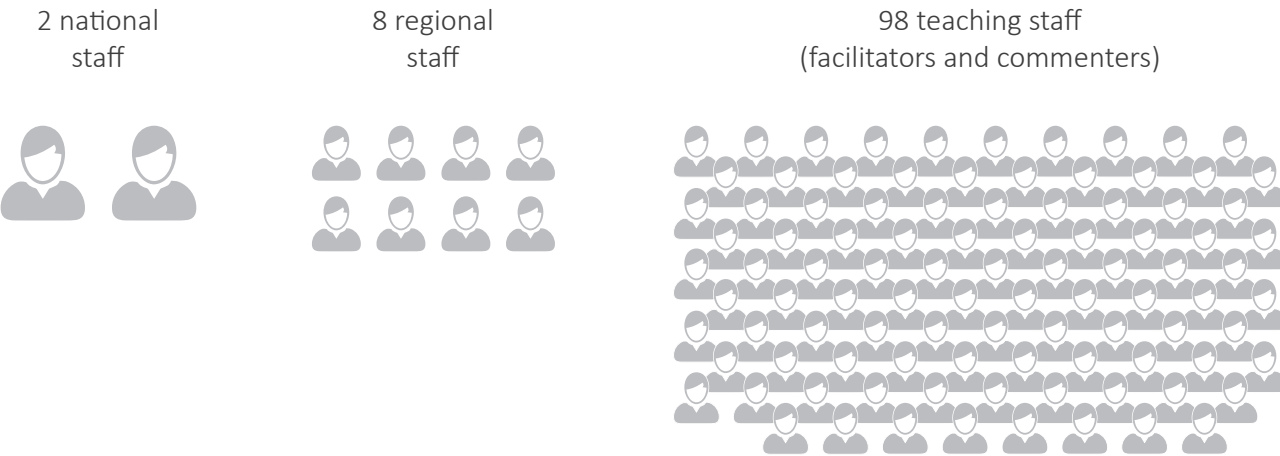 2 national
staff
8 regional
staff
98 teaching staff
(facilitators and commenters)